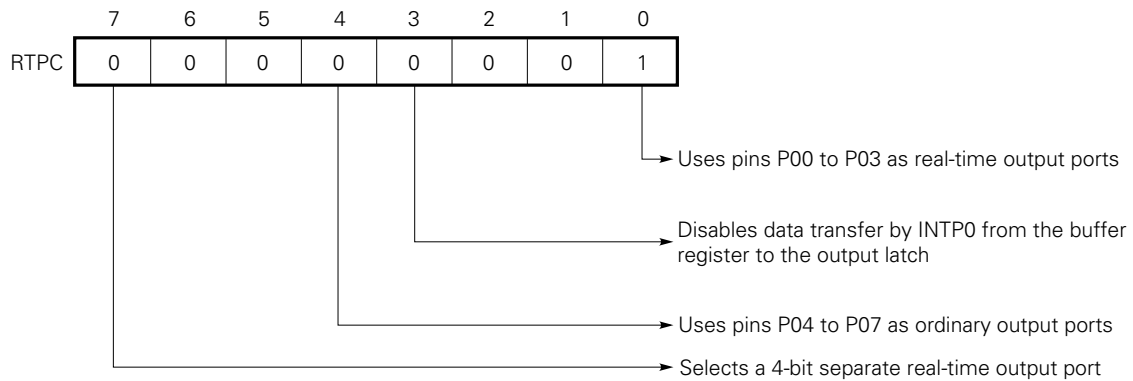 7 6 5 4 3 2 1 0
RTPC 0 0 0 0 0 0 0 1
Uses pins P00 to P03 as real-time output ports
Disables data transfer by INTP0 from the buffer
register to the output latch
Uses pins P04 to P07 as ordinary output ports
Selects a 4-bit separate real-time output port